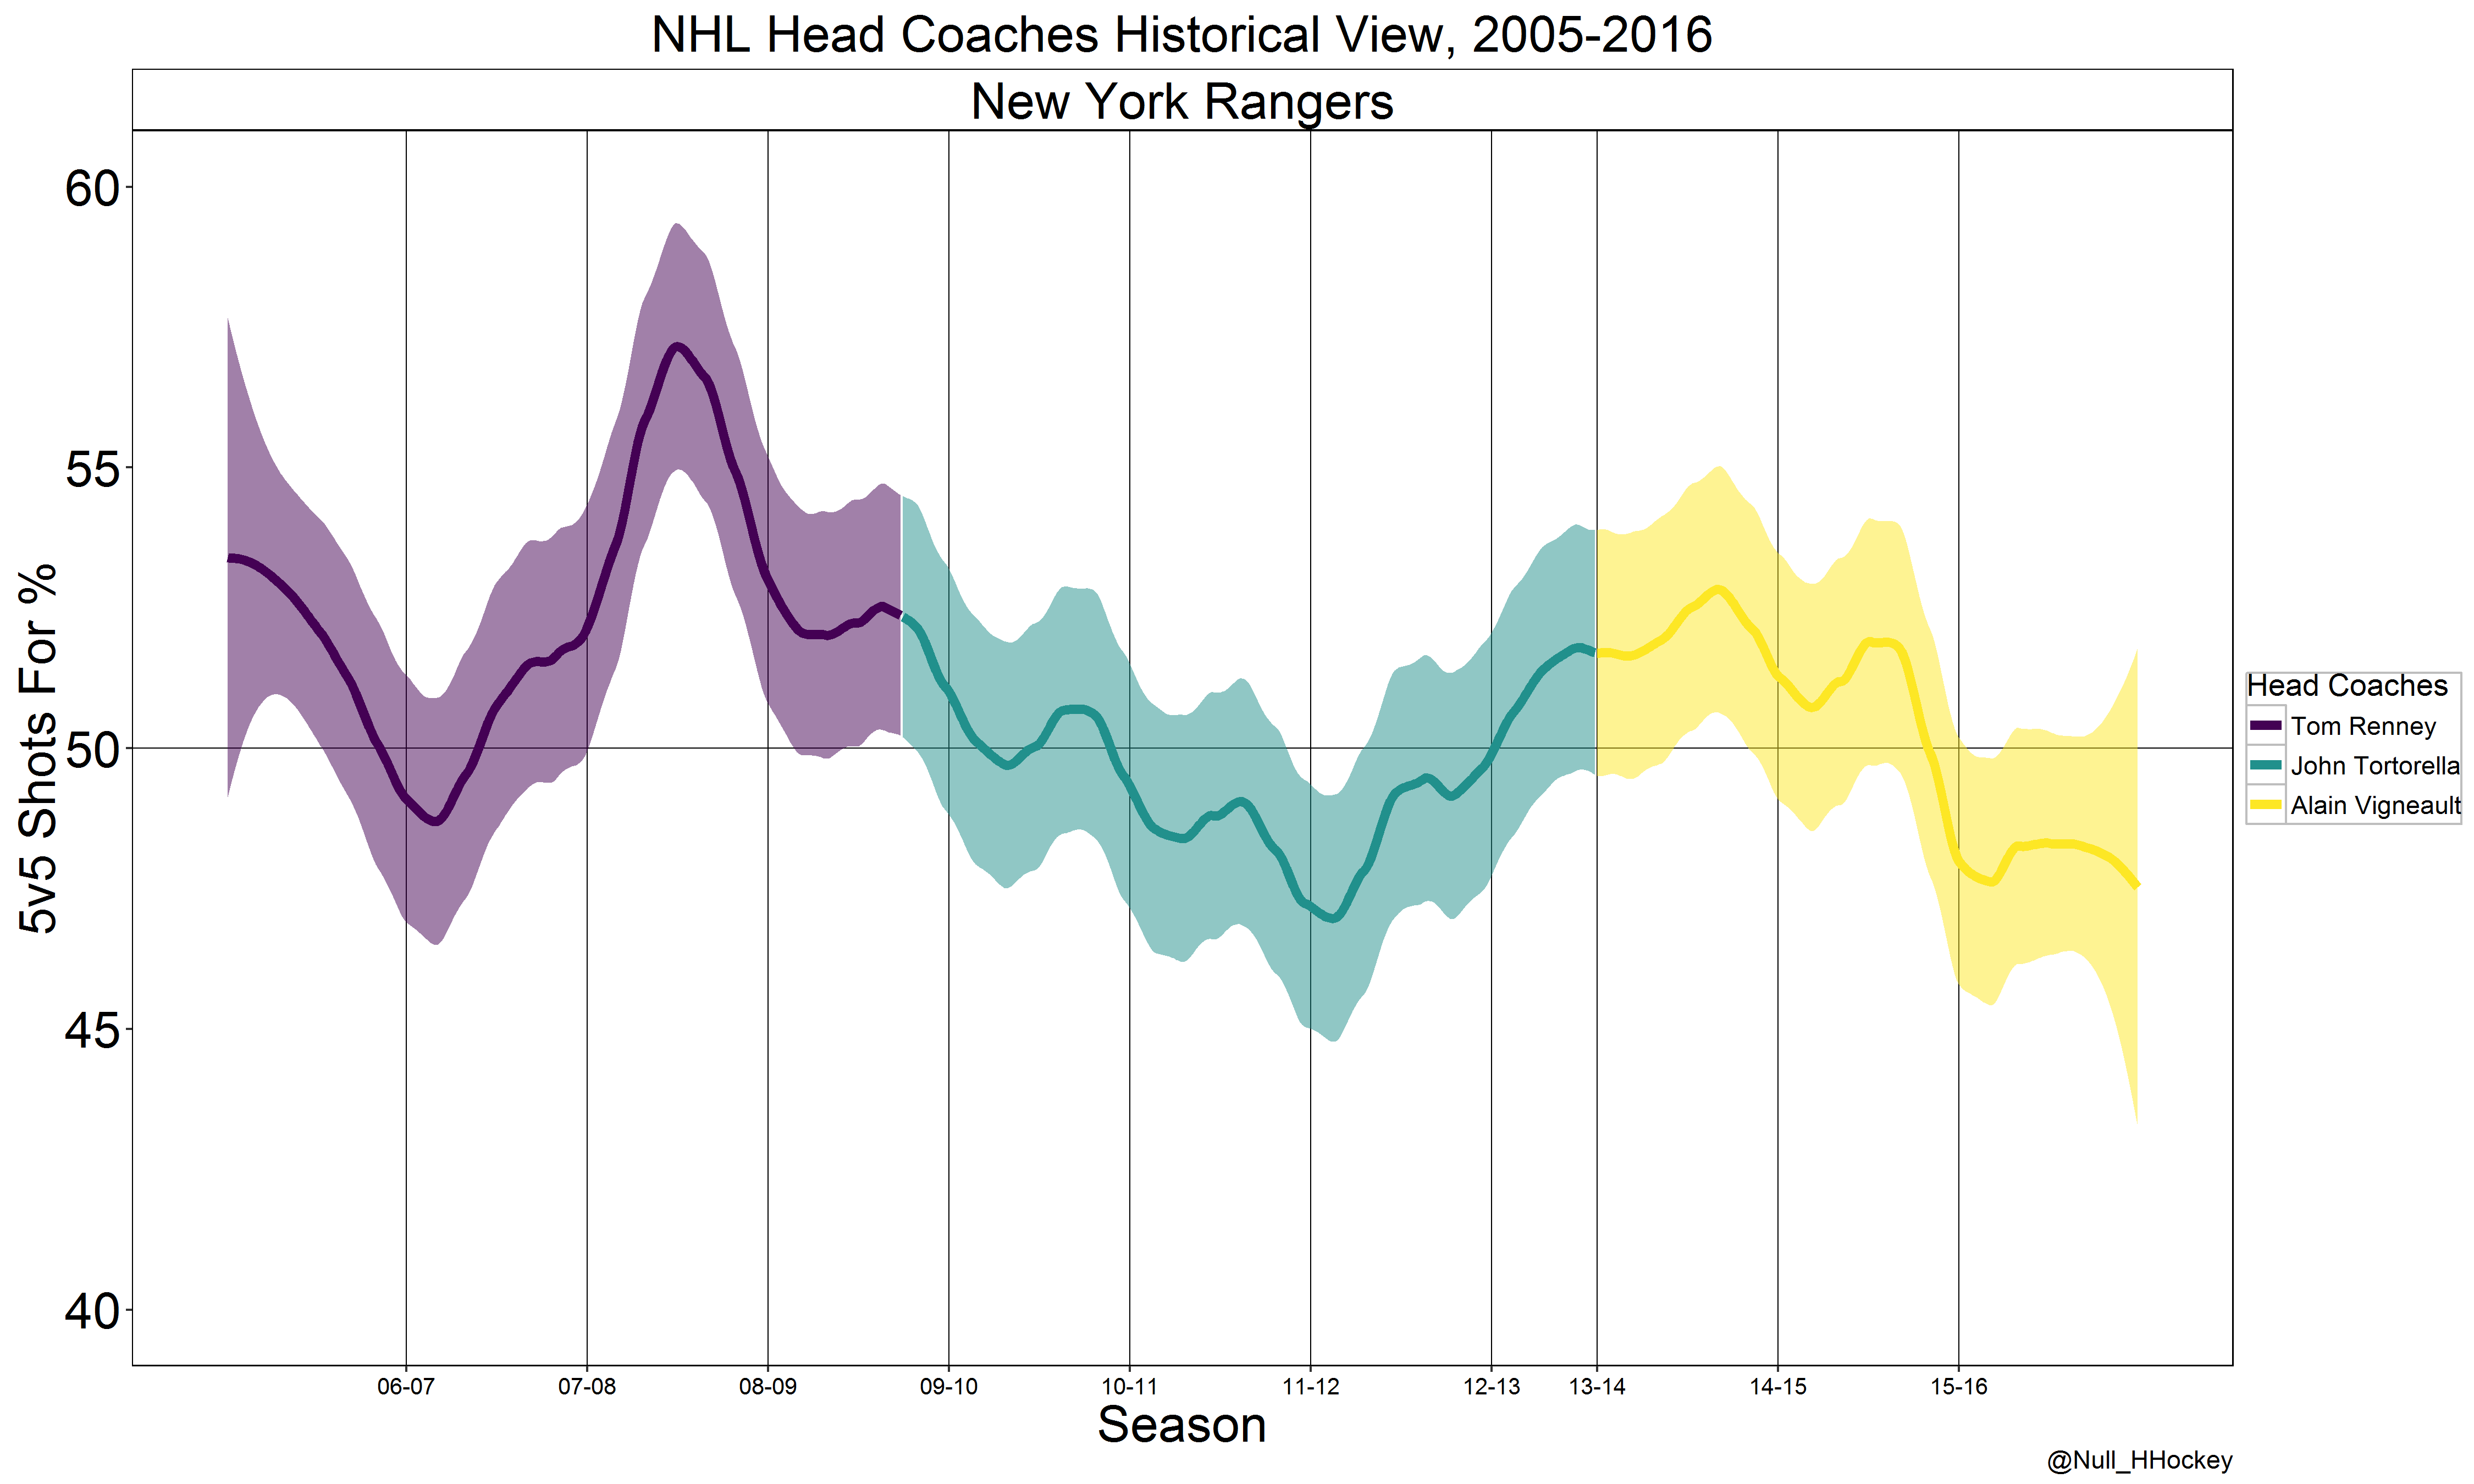 NHL Head Coaches Historical View, 2005-2016
New York Rangers
60
55
50
45
40
5v5 Shots For %
06-07 07-08 08-09 09-10 10-11 11-12 12-13 13-14 14-15 15-16
Season
Head Coaches
Tom Renney
John Tortorella
Alain Vigneault
@Null_HHockey